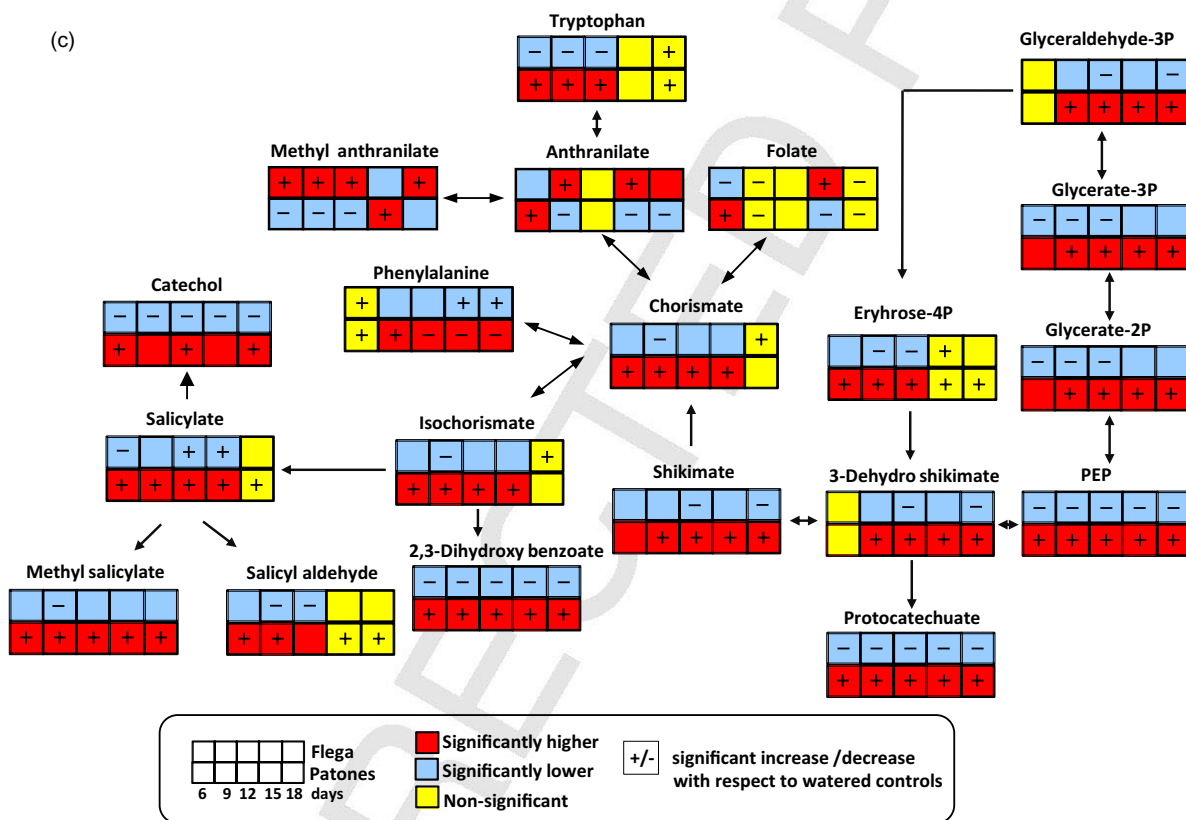 (c)
Tryptophan
− − − +
+ + + +
Glyceraldehyde-3P
− −
+ + + +
Methyl anthranilate
+ + + +
− − − +
Anthranilate
+ +
+ − − −
Folate
− − + −
+ − − −
Glycerate-3P
− − −
+ + + +
Catechol
− − − − −
+ + +
Phenylalanine
+ + +
+ + − − −
Chorismate
− +
+ + + +
Eryhrose-4P
− − +
+ + + + +
Glycerate-2P
− − −
+ + + +
Salicylate
− + +
+ + + + +
Isochorismate
− +
+ + + +
Shikimate
− −
+ + + +
3-Dehydro shikimate
− −
+ + + +
PEP
− − − − −
+ + + + +
Methyl salicylate
−
+ + + + +
Salicyl aldehyde
− −
+ + + +
2,3-Dihydroxy benzoate
− − − − −
+ + + + +
Protocatechuate
− − − − −
+ + + + +
Flega
Patones
6 9 12 15 18 days
Significantly higher
Significantly lower
Non-significant
+/- significant increase /decrease
with respect to watered controls